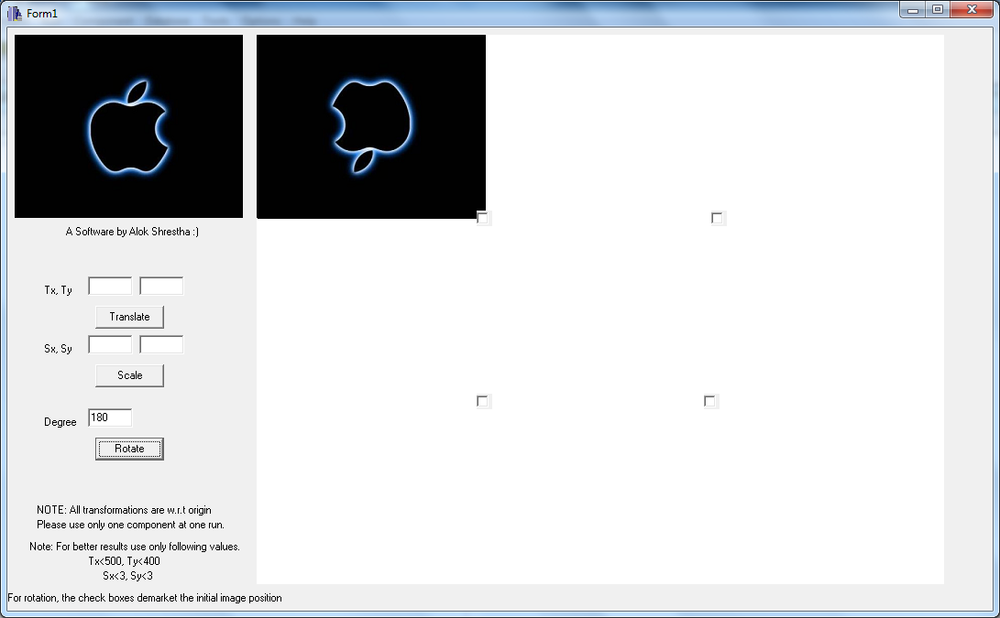 Form1
A Software by Alok Shrestha :)
Tx, Ty
Translate
Sx, Sy
Scale
Degree 180
Rotate
NOTE: All transformations are w.r.t origin
Please use only one component at one run.
Note: For better results use only following values.
Tx<500, Ty<400
Sx<3, Sy<3
For rotation, the check boxes demarket the initial image position